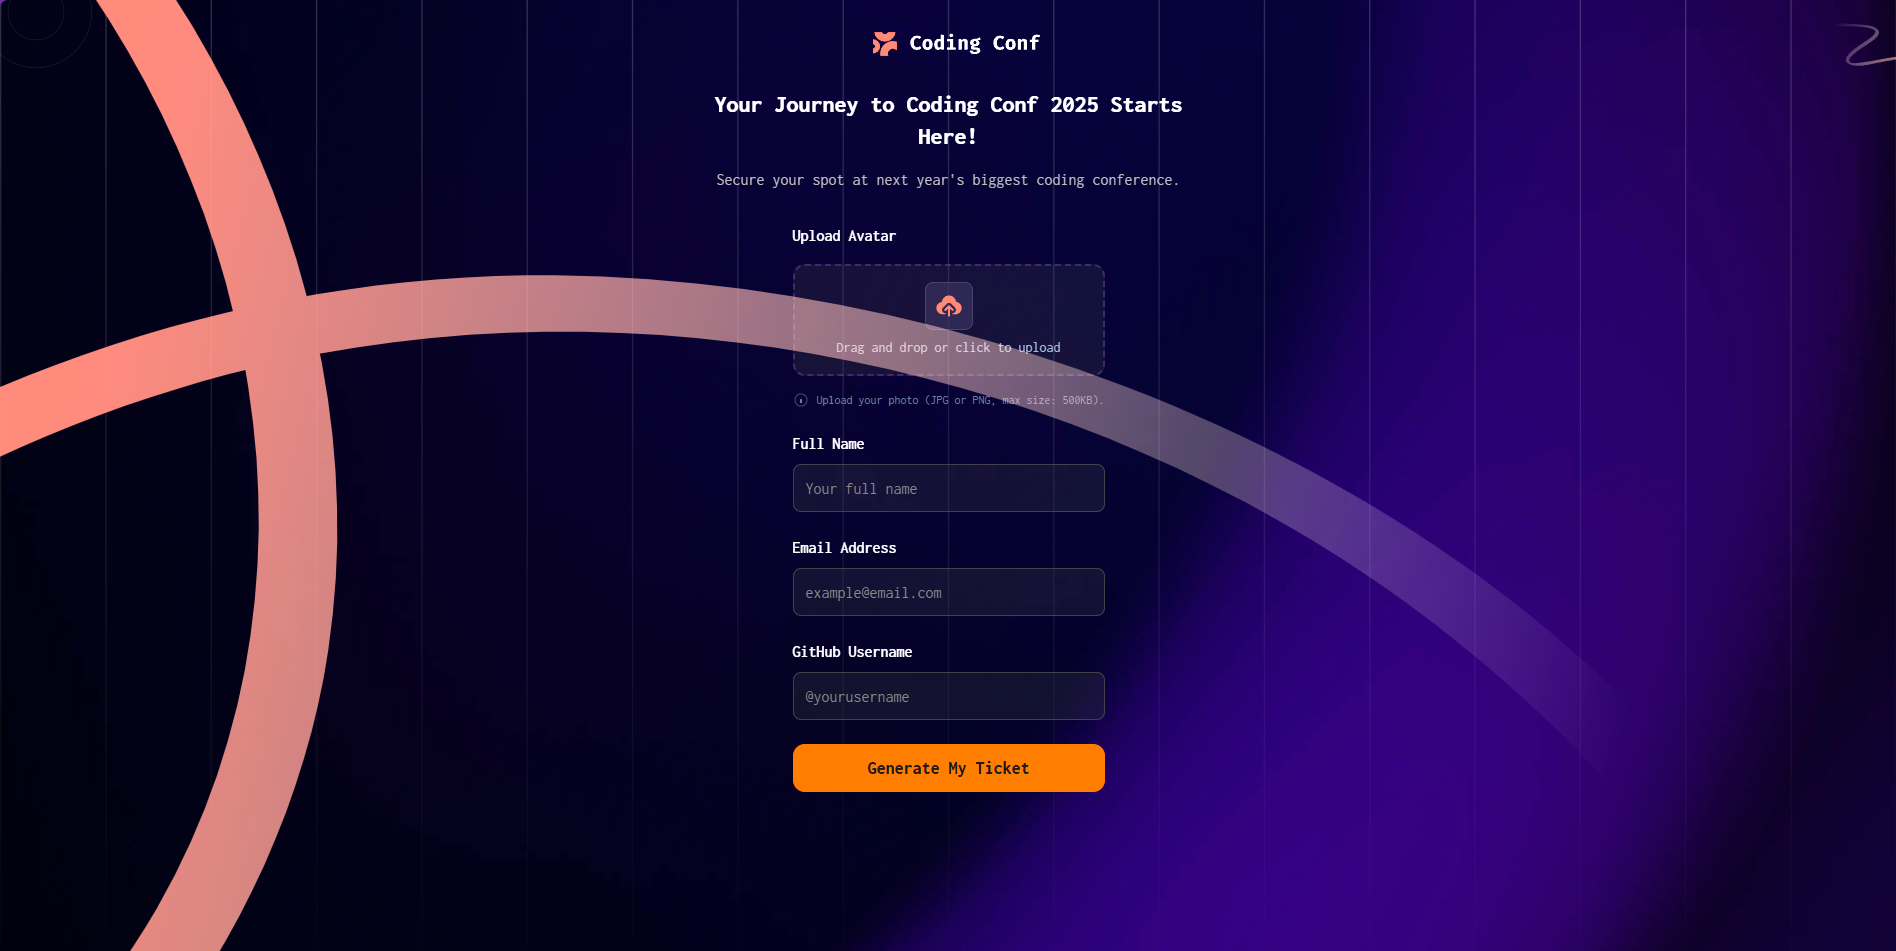 Coding Conf
Your Journey to Coding Conf 2025 Starts
Here!
Secure your spot at next year's biggest coding conference.
Upload Avatar
Drag and drop or click to upload
Upload your photo (JPG or PNG, max size: 500KB).
Full Name
Your full name
Email Address
example@email.com
GitHub Username
@yourusername
Generate My Ticket